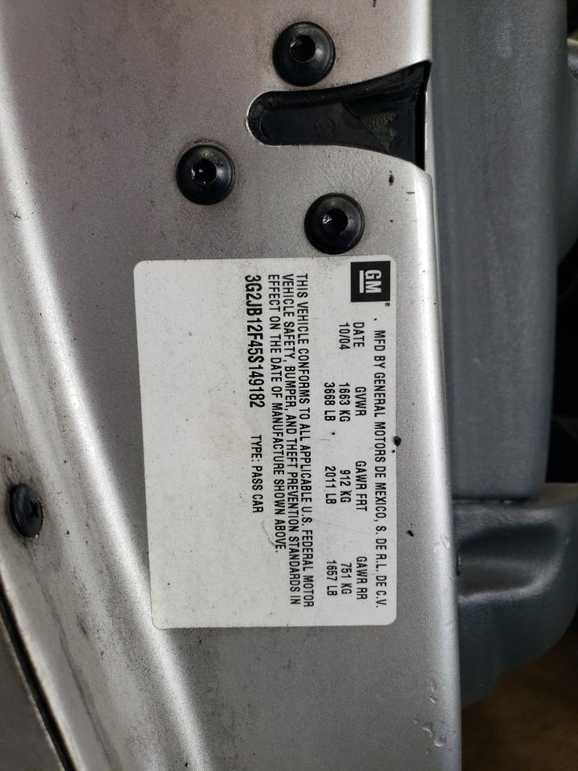 GM
MFD BY GENERAL MOTORS DE MEXICO, S. DE R.L. DE C.V.
DATE GVWR GAWR FRT GAWR RR
10/04 1663 KG 912 KG 751 KG
3668 LB 2011 LB 1657 LB
THIS VEHICLE CONFORMS TO ALL APPLICABLE U.S. FEDERAL MOTOR
VEHICLE SAFETY, BUMPER, AND THEFT PREVENTION STANDARDS IN
EFFECT ON THE DATE OF MANUFACTURE SHOWN ABOVE.
3G2JB12F45S149182 TYPE: PASS CAR